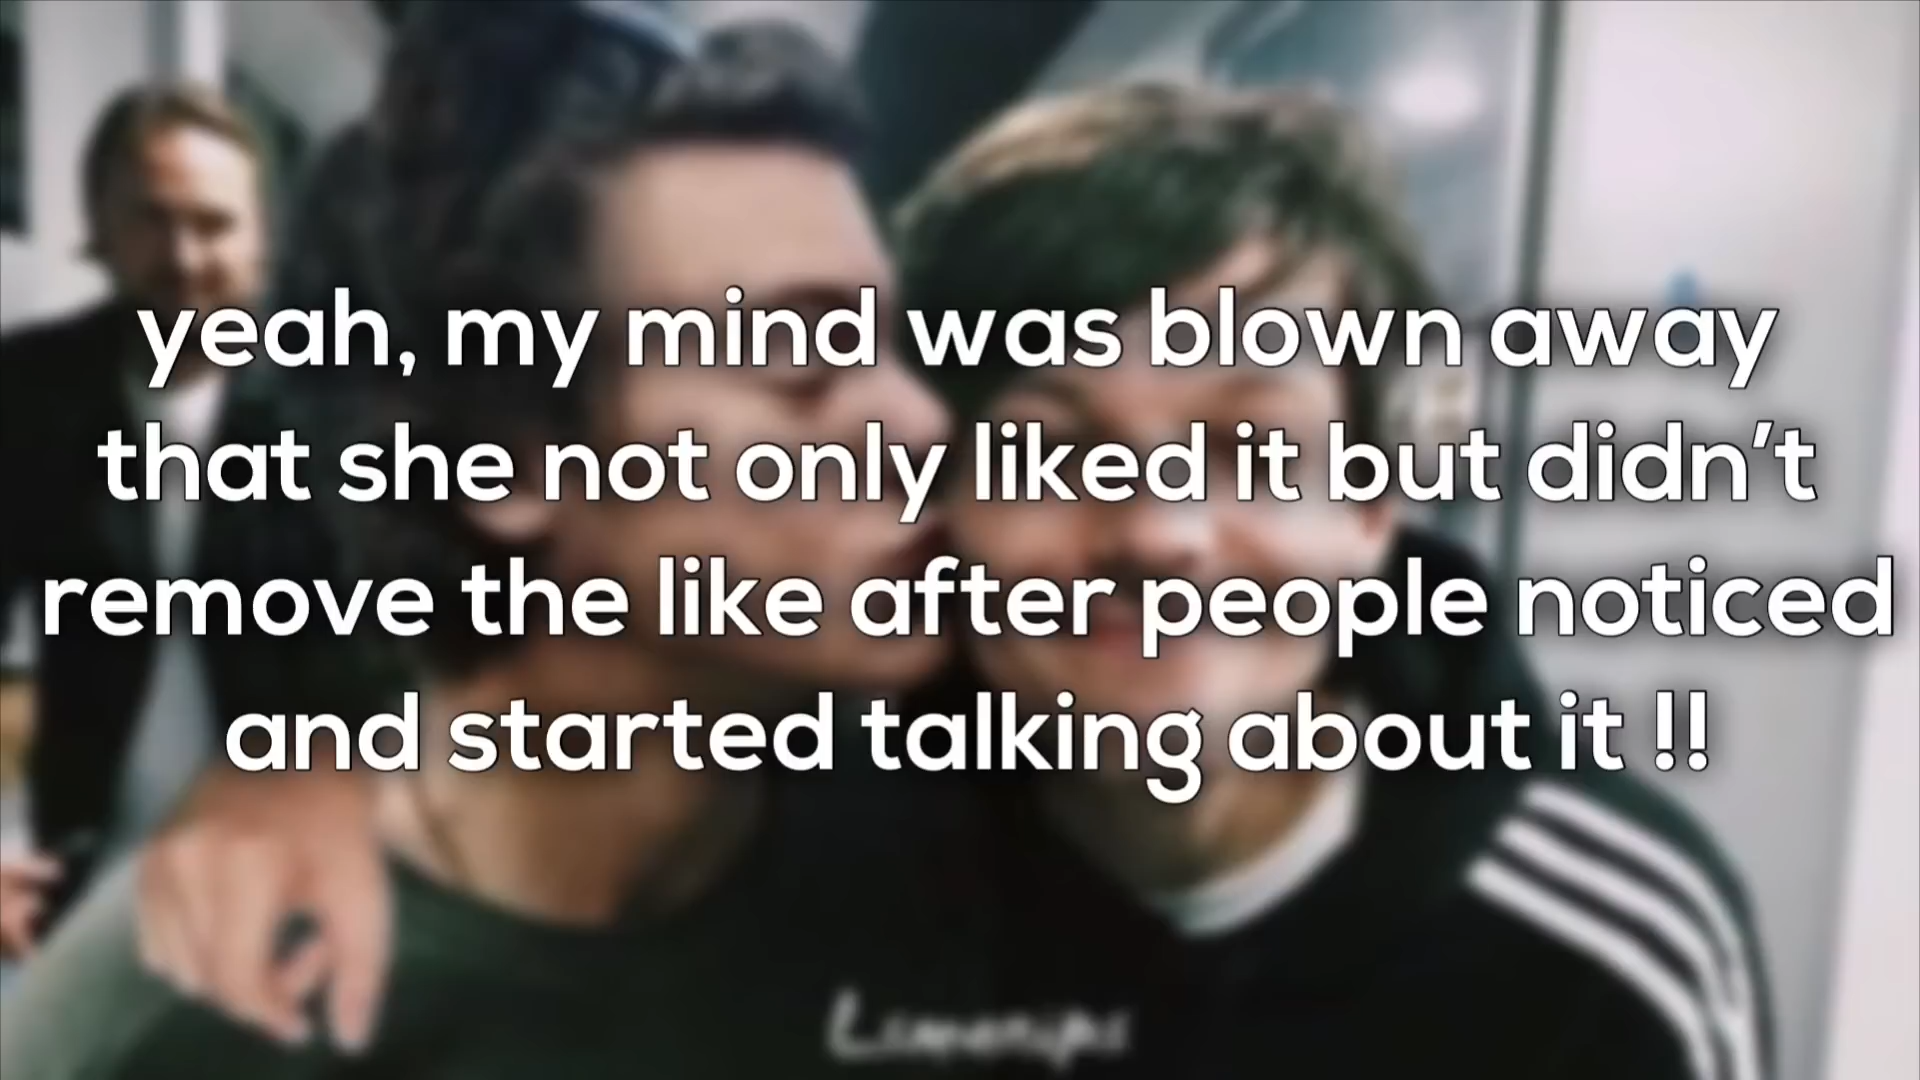 yeah, my mind was blown away
that she not only liked it but didn't
remove the like after people noticed
and started talking about it !!